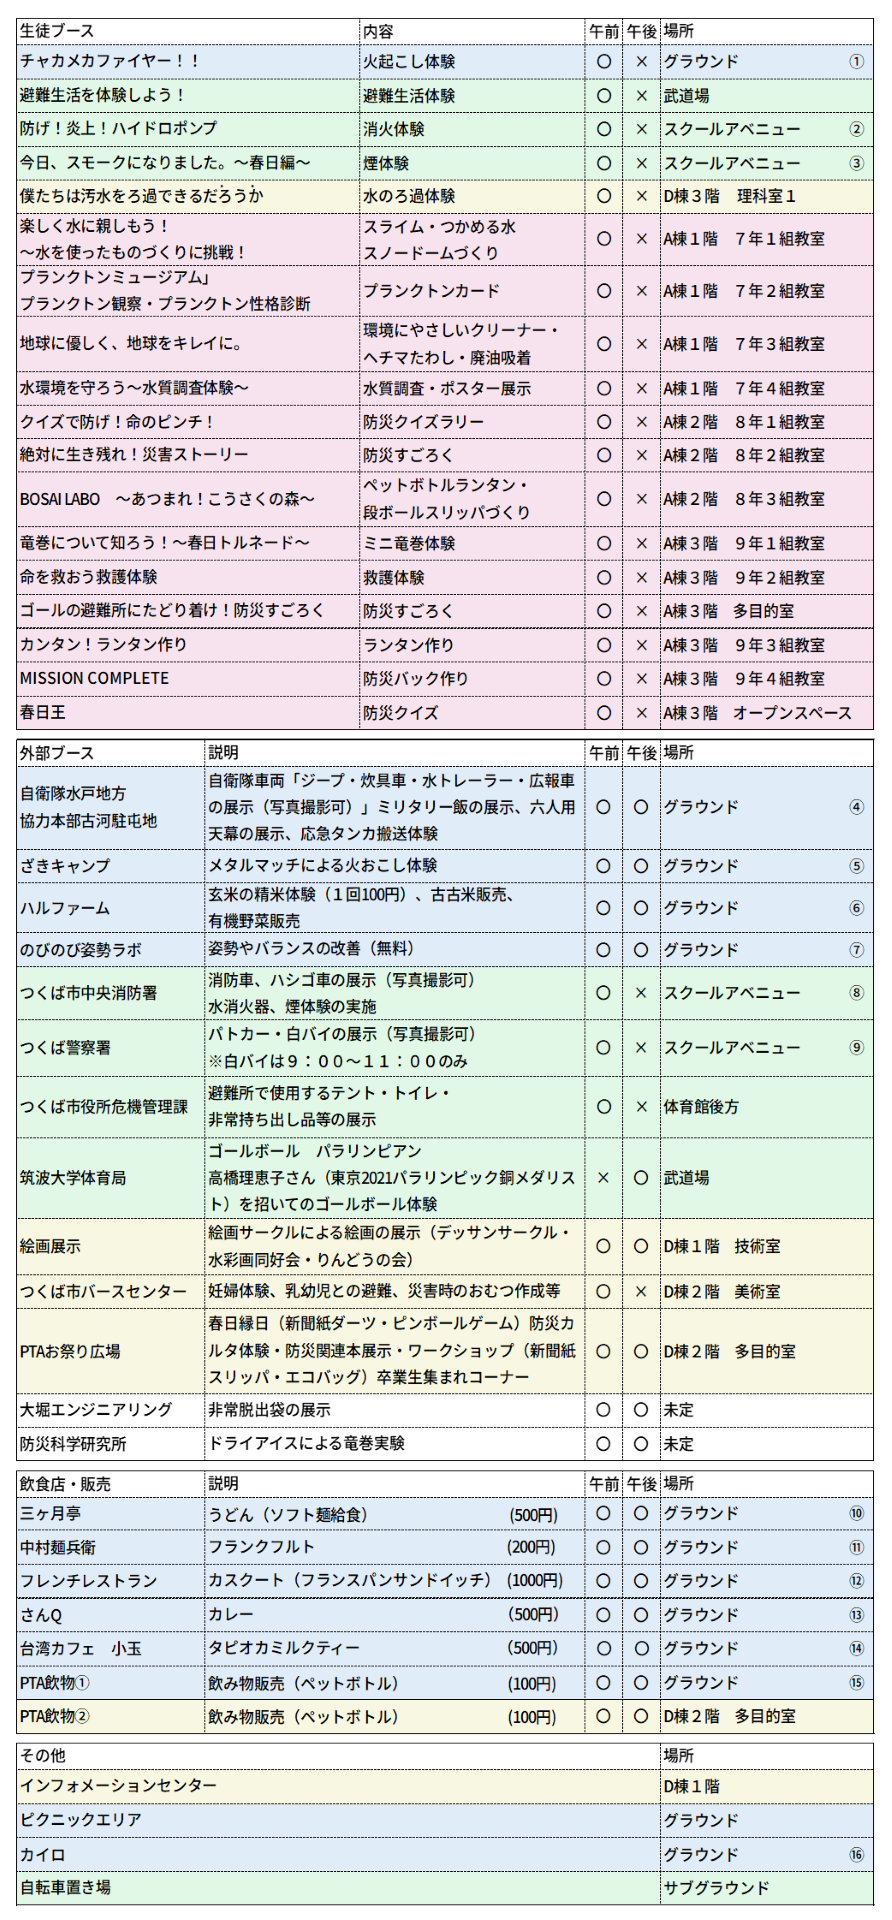 生徒ブース 内容 午前 午後 場所
チャカメカファイヤー！！ 火起こし体験 〇 × グラウンド ①
避難生活を体験しよう！ 避難生活体験 〇 × 武道場
防げ！炎上！ハイドロポンプ 消火体験 〇 × スクールアベニュー ②
今日、スモークになりました。～春日編～ 煙体験 〇 × スクールアベニュー ③
僕たちは汚水をろ過できるだろうか 水のろ過体験 〇 × D棟３階　理科室１
楽しく水に親しもう！
～水を使ったものづくりに挑戦！ スライム・つかめる水
スノードームづくり 〇 × A棟１階　７年１組教室
プランクトンミュージアム」
プランクトン観察・プランクトン性格診断 プランクトンカード 〇 × A棟１階　７年２組教室
地球に優しく、地球をキレイに。 環境にやさしいクリーナー・
ヘチマたわし・廃油吸着 〇 × A棟１階　７年３組教室
水環境を守ろう～水質調査体験～ 水質調査・ポスター展示 〇 × A棟１階　７年４組教室
クイズで防げ！命のピンチ！ 防災クイズラリー 〇 × A棟２階　８年１組教室
絶対に生き残れ！災害ストーリー 防災すごろく 〇 × A棟２階　８年２組教室
BOSAI LABO　～あつまれ！こうさくの森～ ペットボトルランタン・
段ボールスリッパづくり 〇 × A棟２階　８年３組教室
竜巻について知ろう！～春日トルネード～ ミニ竜巻体験 〇 × A棟３階　９年１組教室
命を救おう救護体験 救護体験 〇 × A棟３階　９年２組教室
ゴールの避難所にたどり着け！防災すごろく 防災すごろく 〇 × A棟３階　多目的室
カンタン！ランタン作り ランタン作り 〇 × A棟３階　９年３組教室
MISSION COMPLETE 防災バック作り 〇 × A棟３階　９年４組教室
春日王 防災クイズ 〇 × A棟３階　オープンスペース
外部ブース 説明 午前 午後 場所
自衛隊水戸地方
協力本部古河駐屯地 自衛隊車両「ジープ・炊具車・水トレーラー・広報車
の展示（写真撮影可）」ミリタリー飯の展示、六人用
天幕の展示、応急タンカ搬送体験 〇 〇 グラウンド ④
ざきキャンプ メタルマッチによる火おこし体験 〇 〇 グラウンド ⑤
ハルファーム 玄米の精米体験（１回100円）、古古米販売、
有機野菜販売 〇 〇 グラウンド ⑥
のびのび姿勢ラボ 姿勢やバランスの改善（無料） 〇 〇 グラウンド ⑦
つくば市中央消防署 消防車、ハシゴ車の展示（写真撮影可）
水消火器、煙体験の実施 〇 × スクールアベニュー ⑧
つくば警察署 パトカー・白バイの展示（写真撮影可）
※白バイは９：００～１１：００のみ 〇 × スクールアベニュー ⑨
つくば市役所危機管理課 避難所で使用するテント・トイレ・
非常持ち出し品等の展示 〇 × 体育館後方
筑波大学体育局 ゴールボール　パラリンピアン
高橋理恵子さん（東京2021パラリンピック銅メダリス
ト）を招いてのゴールボール体験 × 〇 武道場
絵画展示 絵画サークルによる絵画の展示（デッサンサークル・
水彩画同好会・りんどうの会） 〇 〇 D棟１階　技術室
つくば市バースセンター 妊婦体験、乳幼児との避難、災害時のおむつ作成等 〇 × D棟２階　美術室
PTAお祭り広場 春日縁日（新聞紙ダーツ・ピンボールゲーム）防災カ
ルタ体験・防災関連本展示・ワークショップ（新聞紙
スリッパ・エコバッグ）卒業生集まれコーナー 〇 〇 D棟２階　多目的室
大堀エンジニアリング 非常脱出袋の展示 〇 〇 未定
防災科学研究所 ドライアイスによる竜巻実験 〇 〇 未定
飲食店・販売 説明 午前 午後 場所
三ヶ月亭 うどん（ソフト麺給食） (500円) 〇 〇 グラウンド ⑩
中村麺兵衛 フランクフルト (200円) 〇 〇 グラウンド ⑪
フレンチレストラン カスクート（フランスパンサンドイッチ） (1000円) 〇 〇 グラウンド ⑫
さんQ カレー （500円） 〇 〇 グラウンド ⑬
台湾カフェ　小玉 タピオカミルクティー （500円） 〇 〇 グラウンド ⑭
PTA飲物① 飲み物販売（ペットボトル） (100円) 〇 〇 グラウンド ⑮
PTA飲物② 飲み物販売（ペットボトル） (100円) 〇 〇 D棟２階　多目的室
その他 場所
インフォメーションセンター D棟１階
ピクニックエリア グラウンド
カイロ グラウンド ⑯
自転車置き場 サブグラウンド